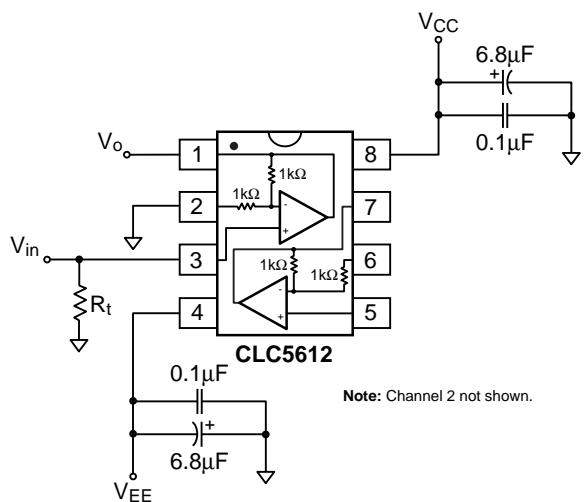 VCC
6.8µF
+
0.1µF
Vo
1
8
1kΩ
1kΩ
2
-
+
7
Vin
3
1kΩ
1kΩ
6
Rt
4
-
+
5
CLC5612
0.1µF
Note: Channel 2 not shown.
+
6.8µF
VEE